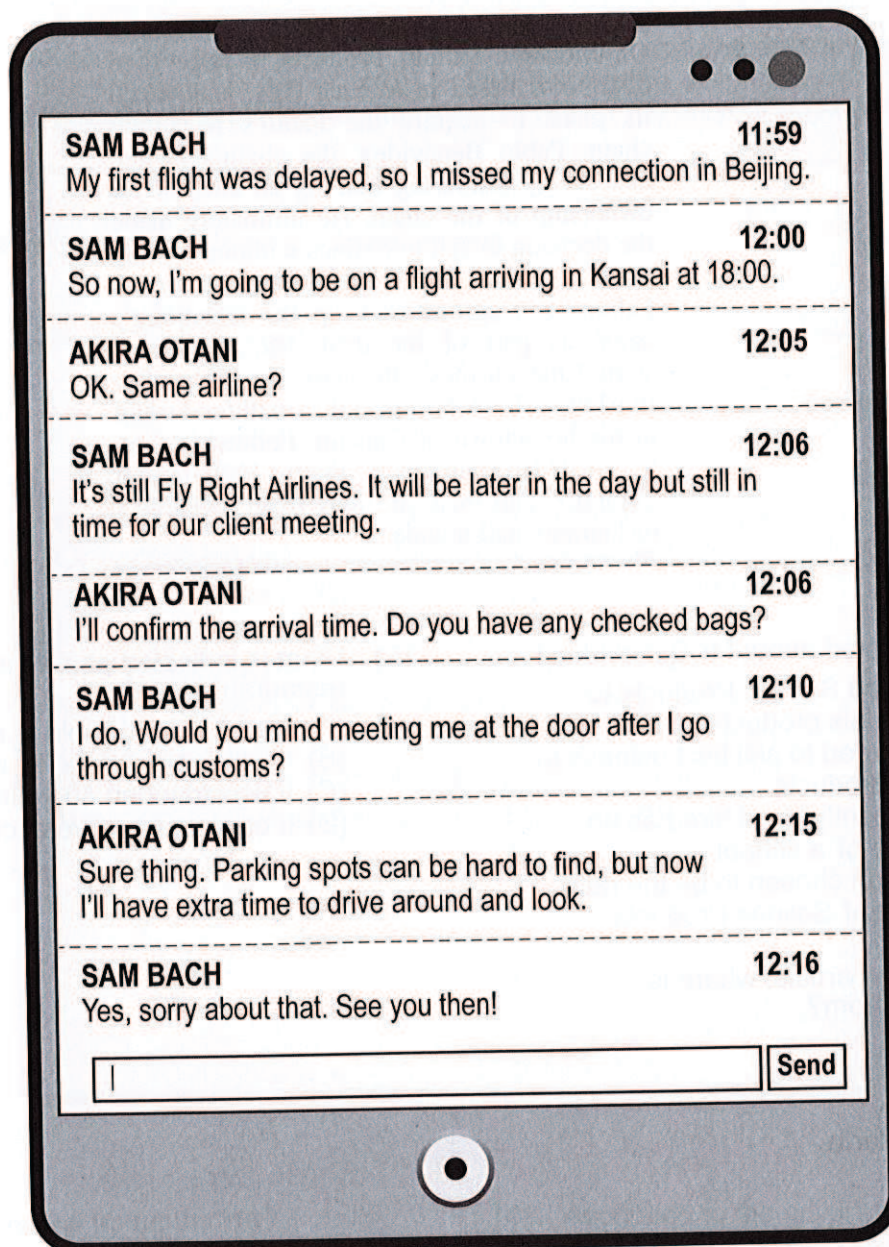 SAM BACH 11:59
My first flight was delayed, so I missed my connection in Beijing.
SAM BACH 12:00
So now, I'm going to be on a flight arriving in Kansai at 18:00.
AKIRA OTANI 12:05
OK. Same airline?
SAM BACH 12:06
It's still Fly Right Airlines. It will be later in the day but still in
time for our client meeting.
AKIRA OTANI 12:06
I'll confirm the arrival time. Do you have any checked bags?
SAM BACH 12:10
I do. Would you mind meeting me at the door after I go
through customs?
AKIRA OTANI 12:15
Sure thing. Parking spots can be hard to find, but now
I'll have extra time to drive around and look.
SAM BACH 12:16
Yes, sorry about that. See you then!
Send